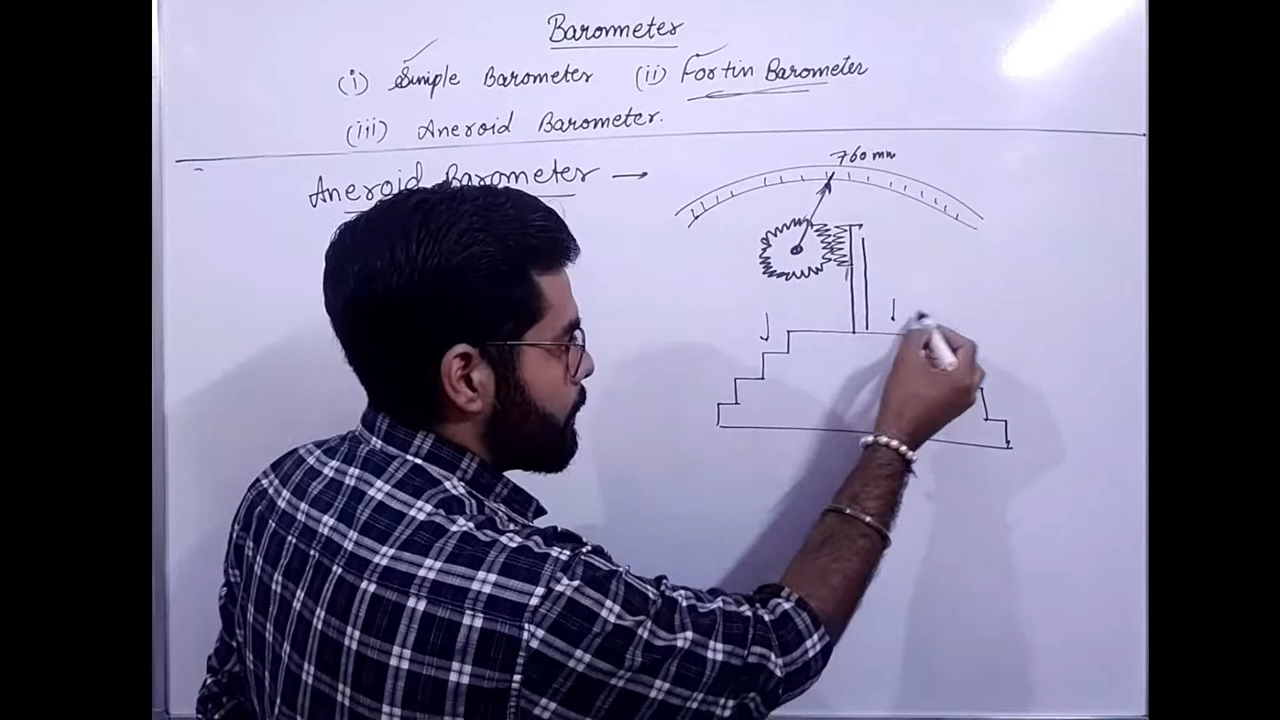 Barometer
(i) Simple Barometer (ii) Fortin Barometer
(iii) Aneroid Barometer.
Aneroid Barometer →
760 mm